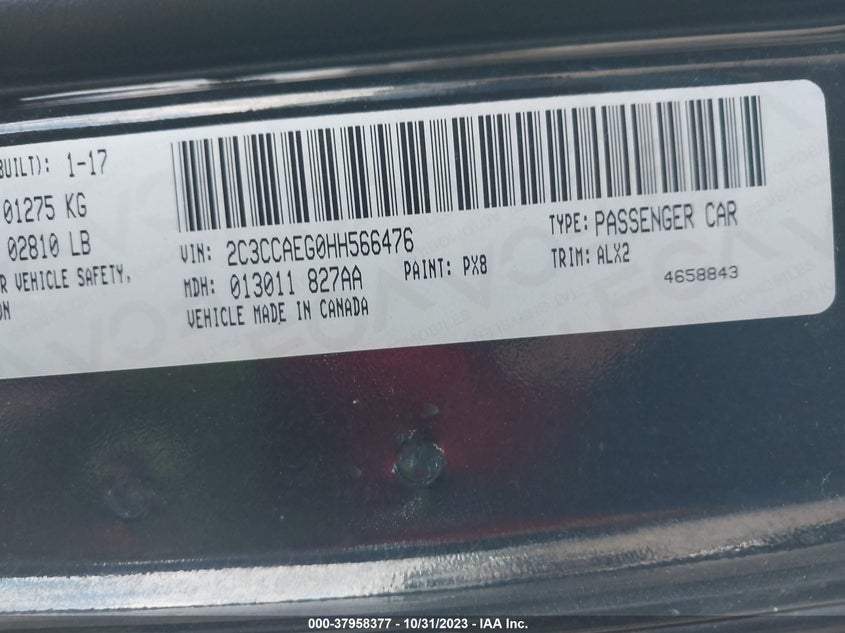 BUILT): 1-17
01275 KG
02810 LB
R VEHICLE SAFETY,
ON
VIN: 2C3CCAEG0HH566476
TYPE: PASSENGER CAR
MDH: 013011 827AA
PAINT: PX8
TRIM: ALX2
VEHICLE MADE IN CANADA
4658843
000-37958377 - 10/31/2023 - IAA Inc.